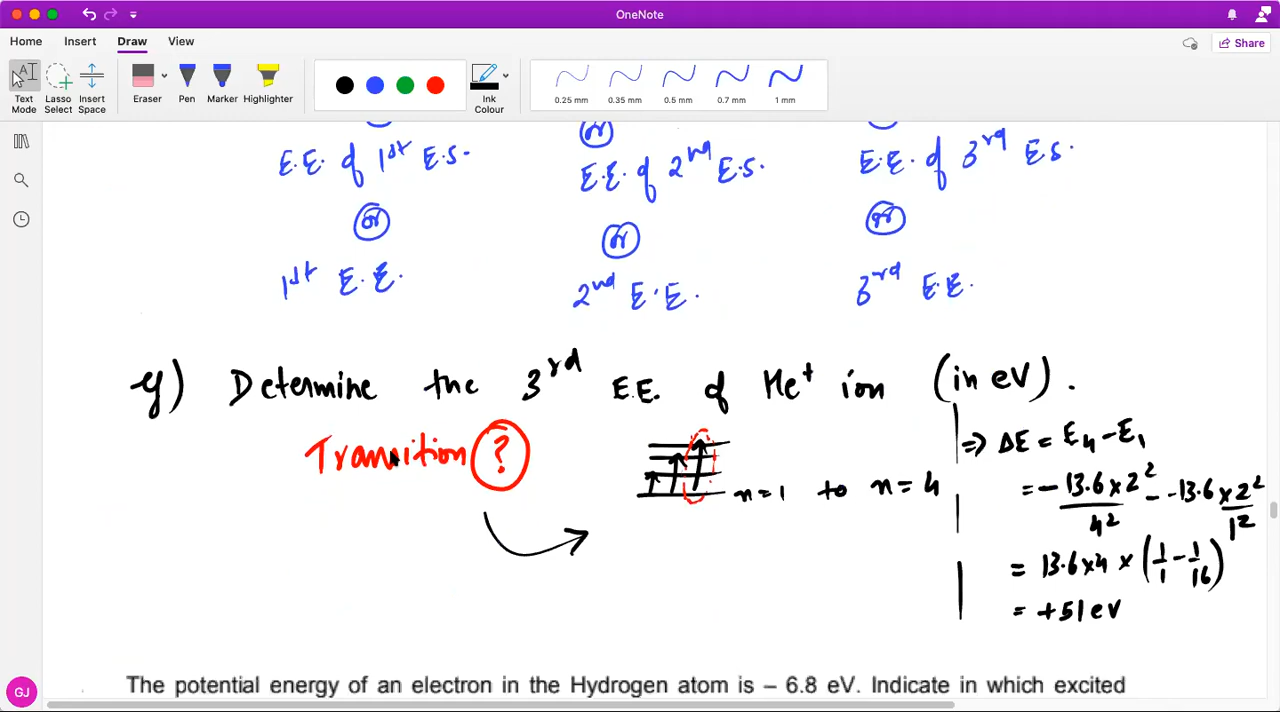 OneNote
Home Insert Draw View
Share
Text Mode
Lasso Select
Insert Space
Eraser
Pen
Marker
Highlighter
Ink Colour
0.25 mm 0.35 mm 0.5 mm 0.7 mm 1 mm
or
E.E. of 1st E.S.
E.E. of 2nd E.S.
E.E. of 3rd E.S.
or
or
or
1st E.E.
2nd E.E.
3rd E.E.
eg) Determine the 3rd E.E. of He+ ion (in eV).
Transition ?
n=1 to n=4
⇒ ΔE = E4 - E1
= - 13.6 x 2²/4² - -13.6 x 2²/1²
= 13.6x4 x (1/1 - 1/16)
= +51 eV
The potential energy of an electron in the Hydrogen atom is – 6.8 eV. Indicate in which excited
GJ